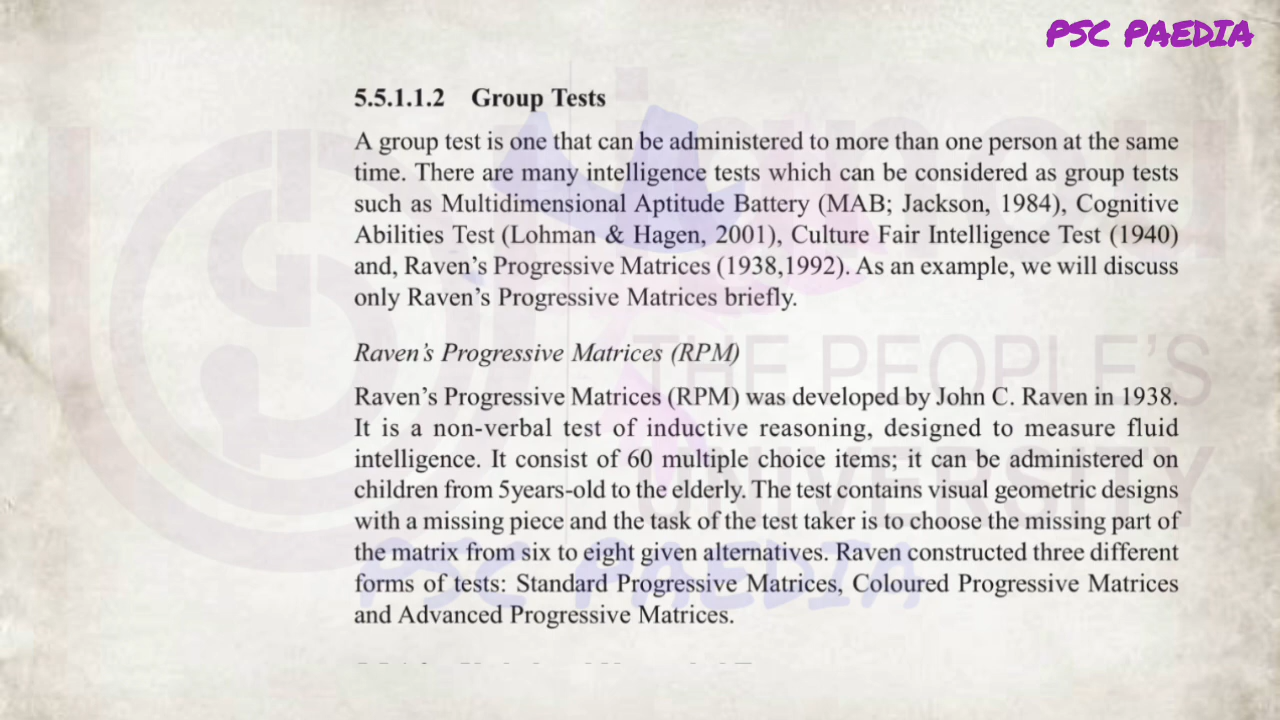 PSC PAEDIA
5.5.1.1.2 Group Tests
A group test is one that can be administered to more than one person at the same
time. There are many intelligence tests which can be considered as group tests
such as Multidimensional Aptitude Battery (MAB; Jackson, 1984), Cognitive
Abilities Test (Lohman & Hagen, 2001), Culture Fair Intelligence Test (1940)
and, Raven's Progressive Matrices (1938,1992). As an example, we will discuss
only Raven's Progressive Matrices briefly.
Raven's Progressive Matrices (RPM)
Raven's Progressive Matrices (RPM) was developed by John C. Raven in 1938.
It is a non-verbal test of inductive reasoning, designed to measure fluid
intelligence. It consist of 60 multiple choice items; it can be administered on
children from 5years-old to the elderly. The test contains visual geometric designs
with a missing piece and the task of the test taker is to choose the missing part of
the matrix from six to eight given alternatives. Raven constructed three different
forms of tests: Standard Progressive Matrices, Coloured Progressive Matrices
and Advanced Progressive Matrices.
ignou
THE PEOPLE'S
UNIVERSITY
PSC PAEDIA